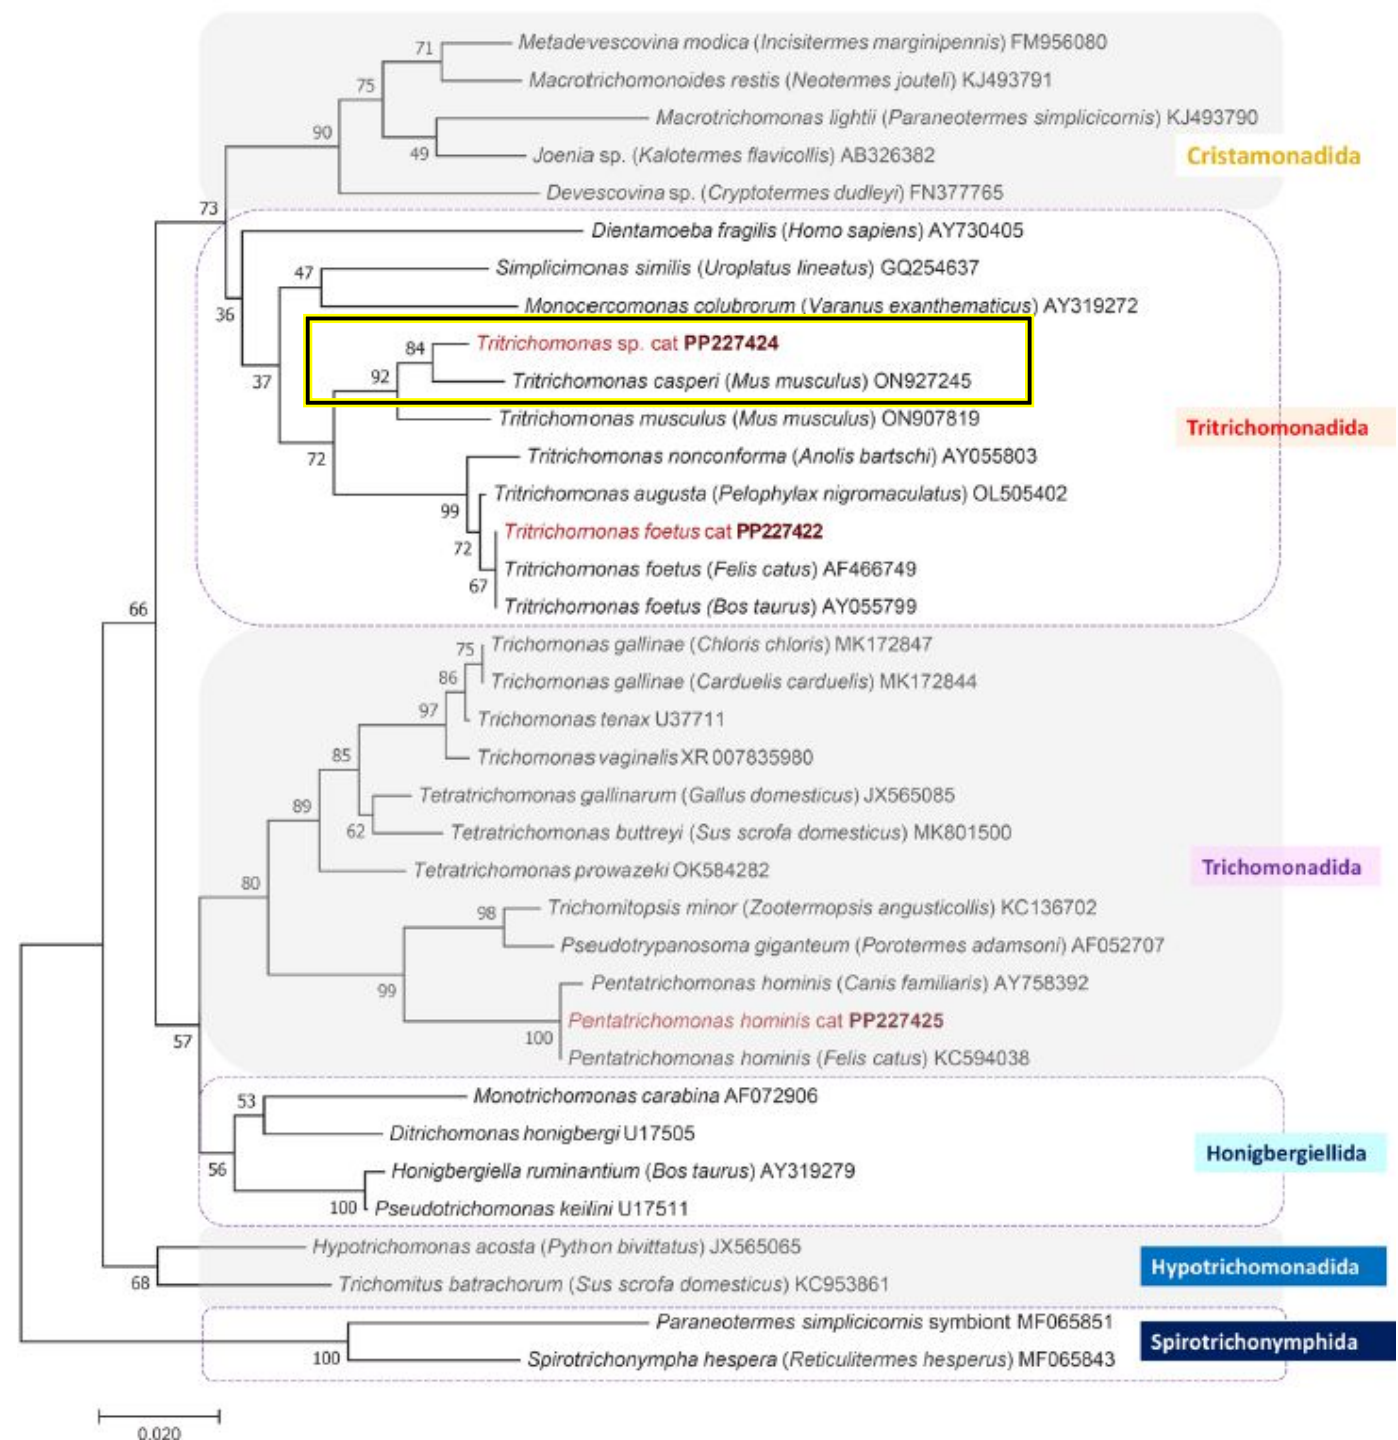 71
Metadevescovina modica (Incisitermes marginipennis) FM956080
75
Macrotrichomonoides restis (Neotermes jouteli) KJ493791
90
Macrotrichomonas lightii (Paraneotermes simplicicornis) KJ493790
49
Joenia sp. (Kalotermes flavicollis) AB326382
Cristamonadida
Devescovina sp. (Cryptotermes dudleyi) FN377765
73
Dientamoeba fragilis (Homo sapiens) AY730405
47
Simplicimonas similis (Uroplatus lineatus) GQ254637
36
Monocercomonas colubrorum (Varanus exanthematicus) AY319272
84
Tritrichomonas sp. cat PP227424
37
92
Tritrichomonas casperi (Mus musculus) ON927245
Tritrichomonas musculus (Mus musculus) ON907819
Tritrichomonadida
72
Tritrichomonas nonconforma (Anolis bartschi) AY055803
Tritrichomonas augusta (Pelophylax nigromaculatus) OL505402
99
Tritrichomonas foetus cat PP227422
72
Tritrichomonas foetus (Felis catus) AF466749
67
Tritrichomonas foetus (Bos taurus) AY055799
66
75
Trichomonas gallinae (Chloris chloris) MK172847
86
Trichomonas gallinae (Carduelis carduelis) MK172844
97
Trichomonas tenax U37711
85
Trichomonas vaginalis XR 007835980
89
Tetratrichomonas gallinarum (Gallus domesticus) JX565085
62
Tetratrichomonas buttreyi (Sus scrofa domesticus) MK801500
80
Tetratrichomonas prowazeki OK584282
Trichomonadida
98
Trichomitopsis minor (Zootermopsis angusticollis) KC136702
Pseudotrypanosoma giganteum (Porotermes adamsoni) AF052707
99
Pentatrichomonas hominis (Canis familiaris) AY758392
57
100
Pentatrichomonas hominis cat PP227425
Pentatrichomonas hominis (Felis catus) KC594038
53
Monotrichomonas carabina AF072906
Ditrichomonas honigbergi U17505
Honigbergiellida
56
Honigbergiella ruminantium (Bos taurus) AY319279
100
Pseudotrichomonas keilini U17511
Hypotrichomonas acosta (Python bivittatus) JX565065
Hypotrichomonadida
68
Trichomitus batrachorum (Sus scrofa domesticus) KC953861
Paraneotermes simplicicornis symbiont MF065851
Spirotrichonymphida
100
Spirotrichonympha hespera (Reticulitermes hesperus) MF065843
0.020